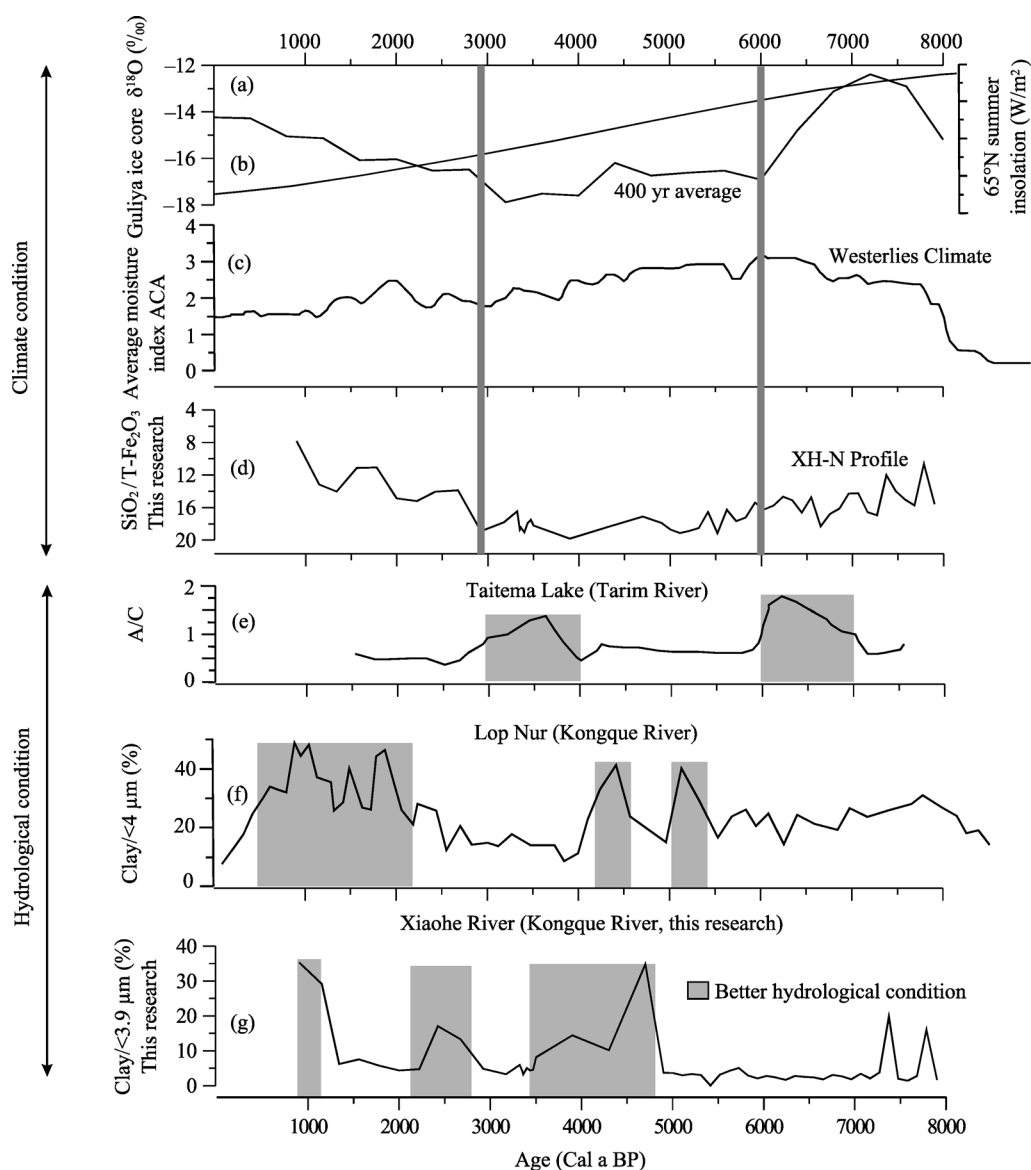 1000 2000 3000 4000 5000 6000 7000 8000
Climate condition
Guliya ice core δ¹⁸O (⁰/₀₀)
−12
−14
−16
−18
(a)
(b)
400 yr average
65°N summer
insolation (W/m²)
Average moisture
index ACA
4
3
2
1
0
(c)
Westerlies Climate
SiO₂/T-Fe₂O₃
This research
4
8
12
16
20
(d)
XH-N Profile
Hydrological condition
Taitema Lake (Tarim River)
A/C
2
1
0
(e)
Lop Nur (Kongque River)
Clay/<4 μm (%)
40
20
0
(f)
Xiaohe River (Kongque River, this research)
Clay/<3.9 μm (%)
This research
40
30
20
10
0
(g)
Better hydrological condition
1000 2000 3000 4000 5000 6000 7000 8000
Age (Cal a BP)